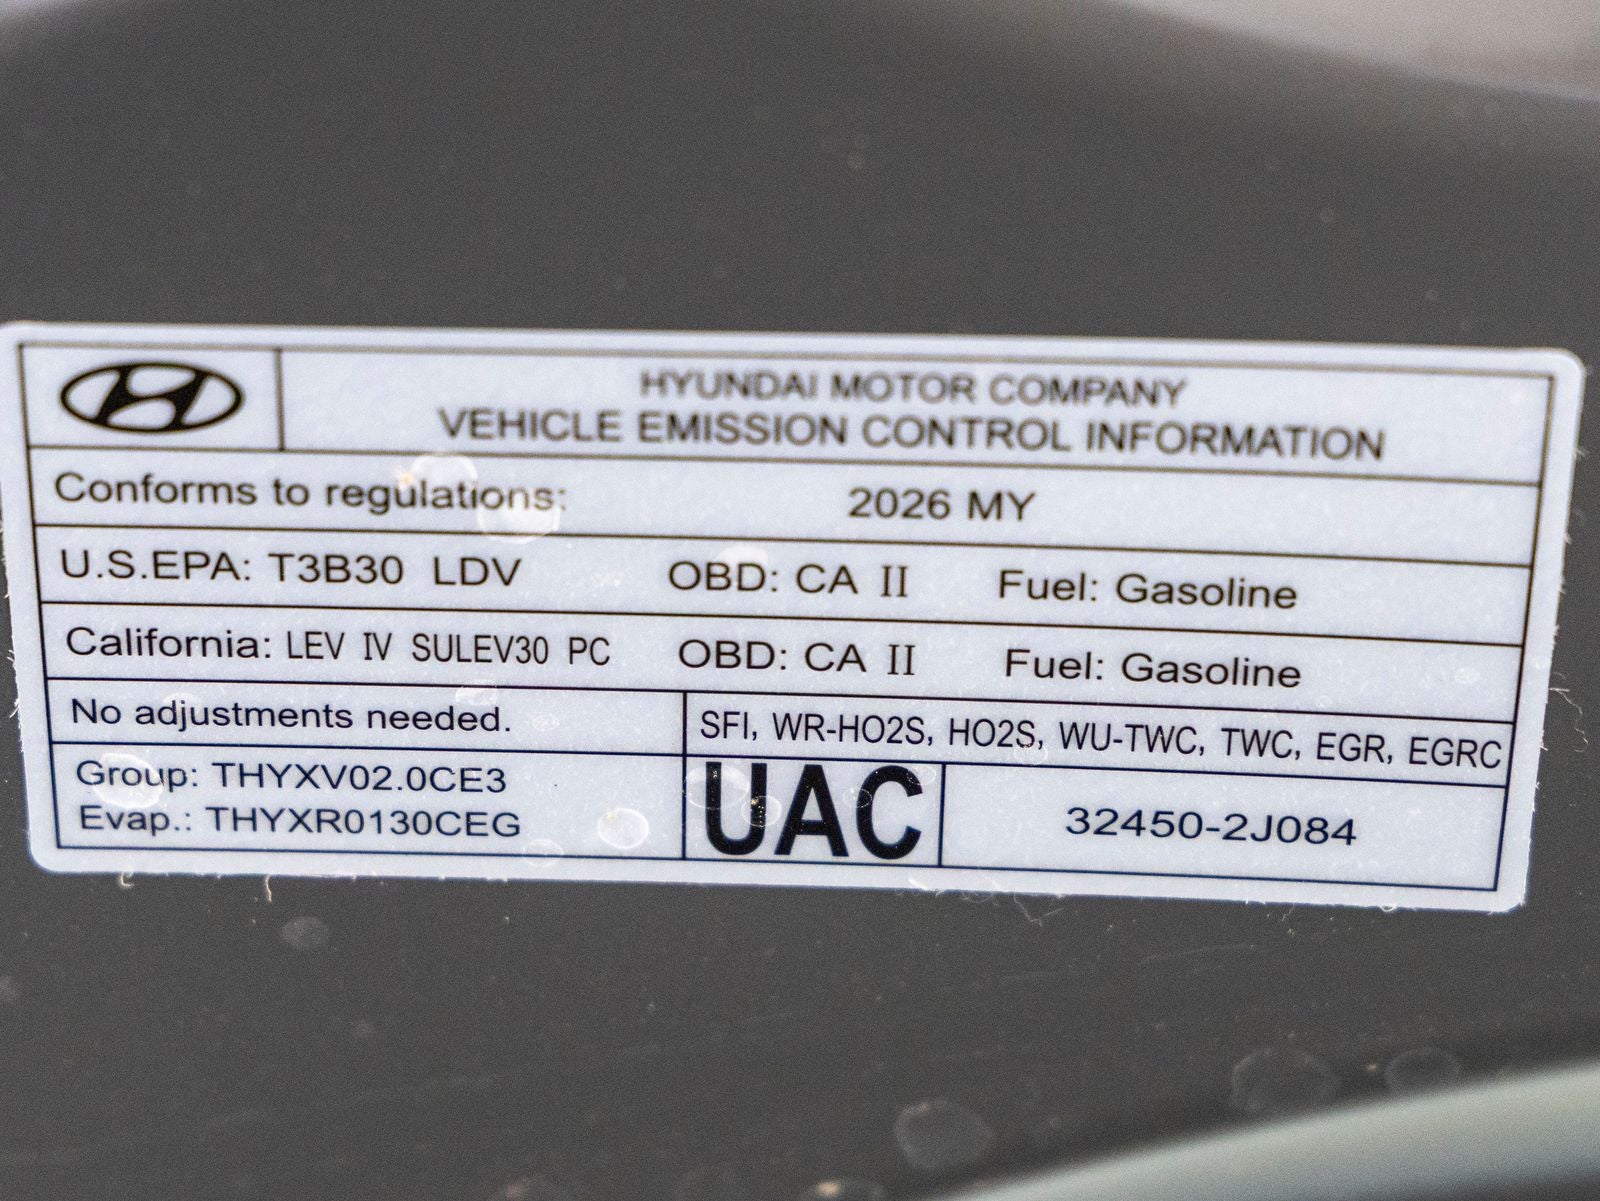 HYUNDAI MOTOR COMPANY
VEHICLE EMISSION CONTROL INFORMATION
Conforms to regulations: 2026 MY
U.S.EPA: T3B30 LDV OBD: CA II Fuel: Gasoline
California: LEV IV SULEV30 PC OBD: CA II Fuel: Gasoline
No adjustments needed. SFI, WR-HO2S, HO2S, WU-TWC, TWC, EGR, EGRC
Group: THYXV02.0CE3
Evap.: THYXR0130CEG
UAC
32450-2J084